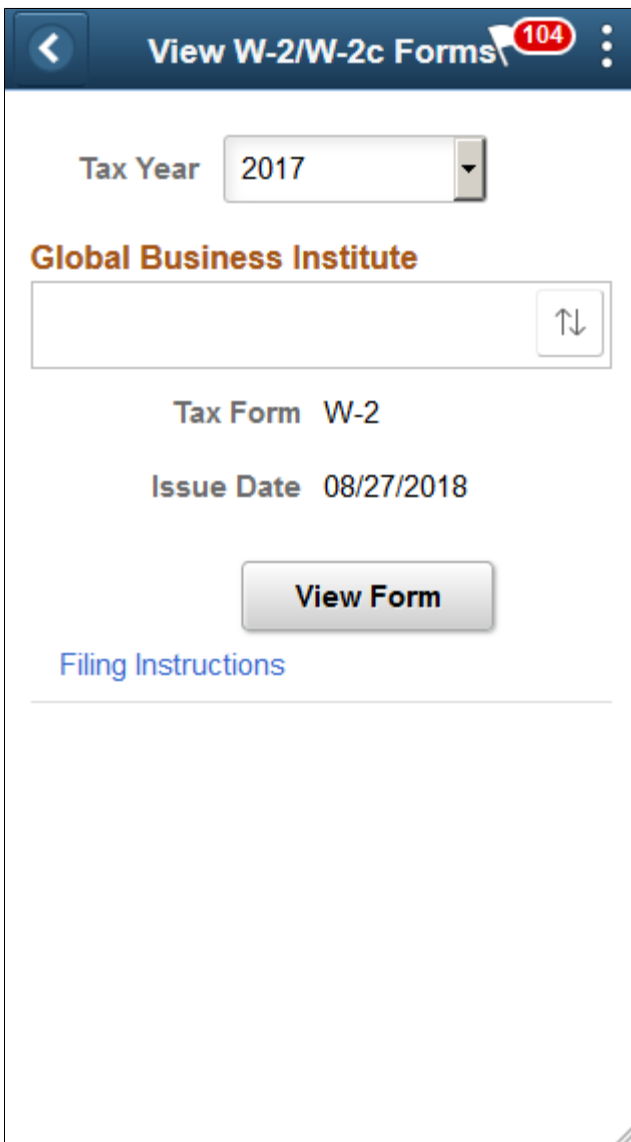 View W-2/W-2c Forms 104
Tax Year 2017
Global Business Institute
Tax Form W-2
Issue Date 08/27/2018
View Form
Filing Instructions